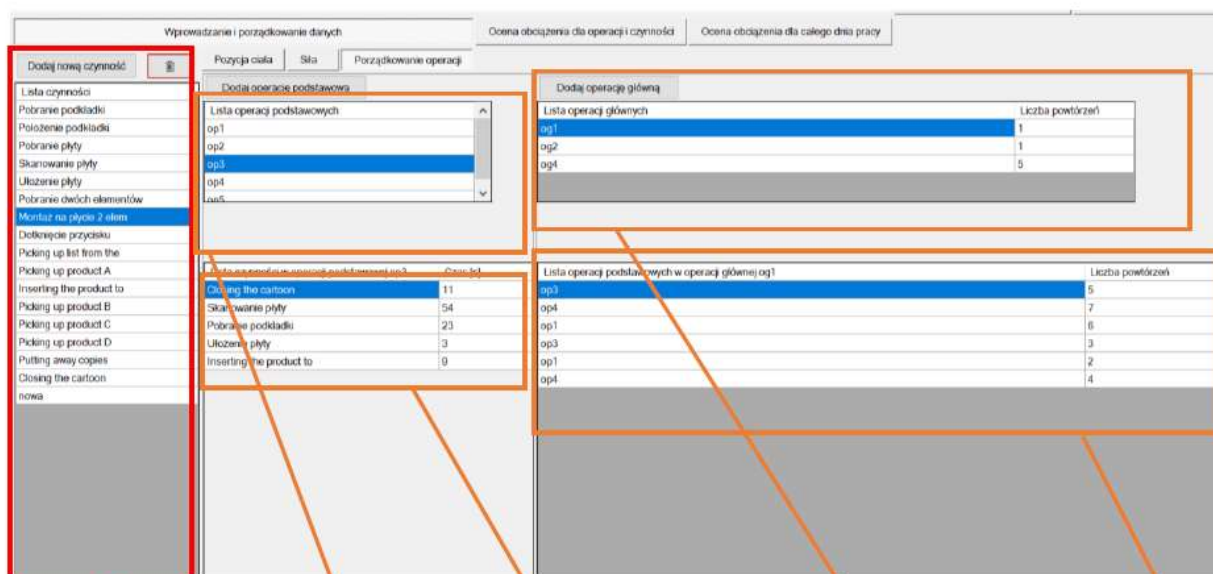 Wprowadzanie i porządkowanie danych
Ocena obciążenia dla operacji i czynności
Ocena obciążenia dla całego dnia pracy
Dodaj nową czynność
Pozycja ciała
Siła
Porządkowanie operacji
Lista czynności
Pobranie podkładki
Położenie podkładki
Pobranie płyty
Skanowanie płyty
Ułożenie płyty
Pobranie dwóch elementów
Montaż na płycie 2 elem
Dotknięcie przycisku
Picking up list from the
Picking up product A
Inserting the product to
Picking up product B
Picking up product C
Picking up product D
Putting away copies
Closing the cartoon
nowa
Dodaj operację podstawową
Lista operacji podstawowych
op1
op2
op3
op4
op5
Dodaj operację główną
Lista operacji głównych Liczba powtórzeń
og1 1
og2 1
og4 5
Lista czynności w operacji podstawowej op3 Czas [s]
Closing the cartoon 11
Skanowanie płyty 54
Pobranie podkładki 23
Ułożenie płyty 3
Inserting the product to 9
Lista operacji podstawowych w operacji głównej og1 Liczba powtórzeń
op3 5
op4 7
op1 6
op3 3
op1 2
op4 4